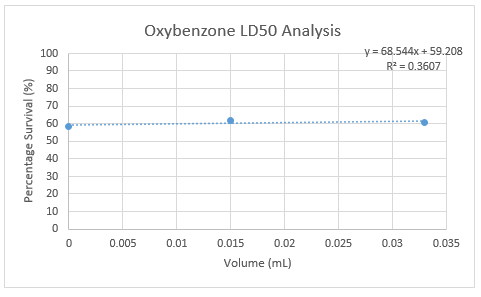 Oxybenzone LD50 Analysis
y = 68.544x + 59.208
R² = 0.3607
100
90
80
70
60
50
40
30
20
10
0
Percentage Survival (%)
0 0.005 0.01 0.015 0.02 0.025 0.03 0.035
Volume (mL)